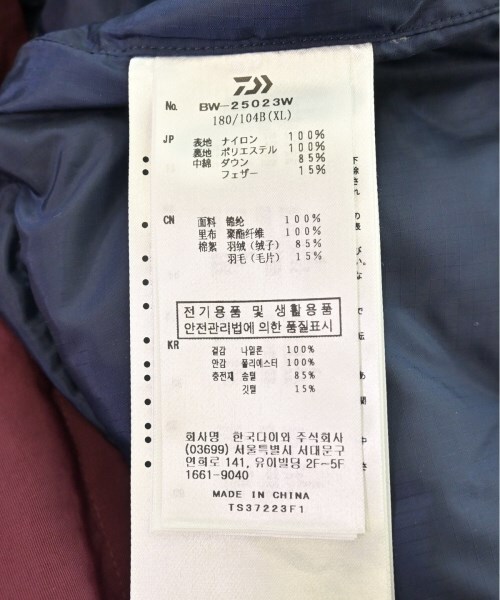 No. BW-25023W
180/104B(XL)
JP 表地 ナイロン 100%
裏地 ポリエステル 100%
中綿 ダウン 85%
フェザー 15%
CN 面料 锦纶 100%
里布 聚酯纤维 100%
棉絮 羽绒(绒子) 85%
羽毛(毛片) 15%
전기용품 및 생활용품
안전관리법에 의한 품질표시
KR 겉감 나일론 100%
안감 폴리에스터 100%
충전재 솜털 85%
깃털 15%
회사명 한국다이와 주식회사
(03699) 서울특별시 서대문구
연희로 141, 유이빌딩 2F~5F
1661-9040
MADE IN CHINA
TS37223F1